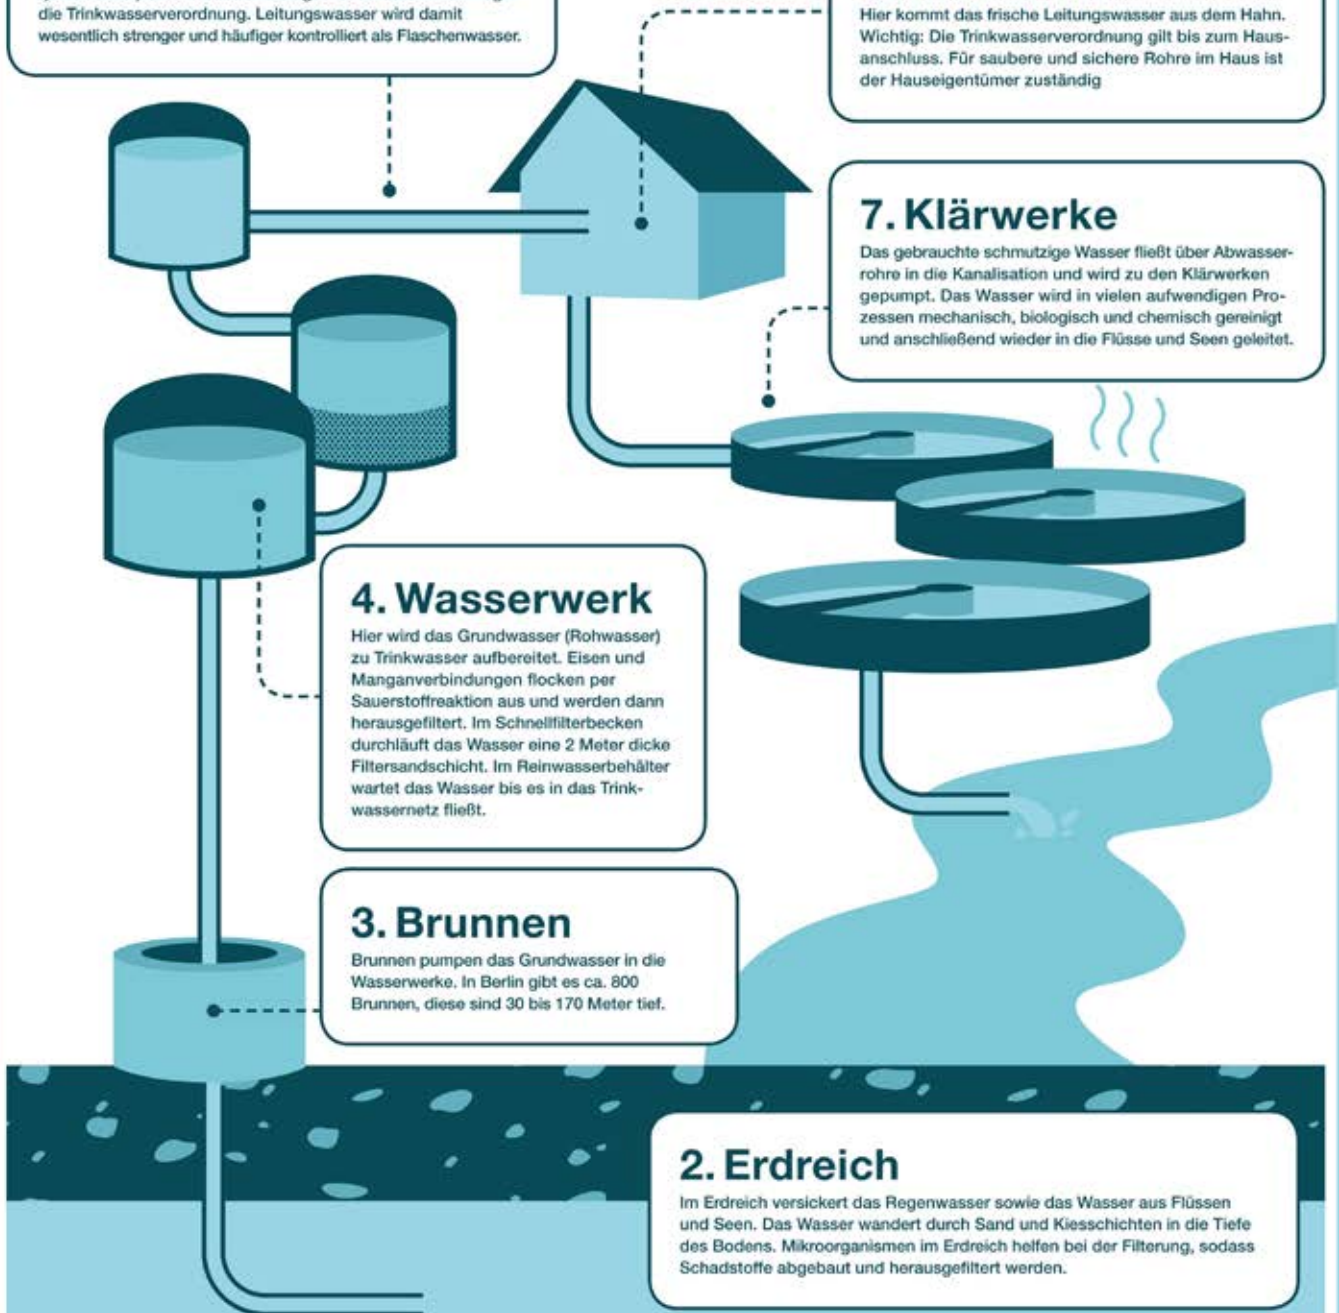 die Trinkwasserverordnung. Leitungswasser wird damit
wesentlich strenger und häufiger kontrolliert als Flaschenwasser.
Hier kommt das frische Leitungswasser aus dem Hahn.
Wichtig: Die Trinkwasserverordnung gilt bis zum Haus-
anschluss. Für saubere und sichere Rohre im Haus ist
der Hauseigentümer zuständig
7. Klärwerke
Das gebrauchte schmutzige Wasser fließt über Abwasser-
rohre in die Kanalisation und wird zu den Klärwerken
gepumpt. Das Wasser wird in vielen aufwendigen Pro-
zessen mechanisch, biologisch und chemisch gereinigt
und anschließend wieder in die Flüsse und Seen geleitet.
4. Wasserwerk
Hier wird das Grundwasser (Rohwasser)
zu Trinkwasser aufbereitet. Eisen und
Manganverbindungen flocken per
Sauerstoffreaktion aus und werden dann
herausgefiltert. Im Schnellfilterbecken
durchläuft das Wasser eine 2 Meter dicke
Filtersandschicht. Im Reinwasserbehälter
wartet das Wasser bis es in das Trink-
wassernetz fließt.
3. Brunnen
Brunnen pumpen das Grundwasser in die
Wasserwerke. In Berlin gibt es ca. 800
Brunnen, diese sind 30 bis 170 Meter tief.
2. Erdreich
Im Erdreich versickert das Regenwasser sowie das Wasser aus Flüssen
und Seen. Das Wasser wandert durch Sand und Kiesschichten in die Tiefe
des Bodens. Mikroorganismen im Erdreich helfen bei der Filterung, sodass
Schadstoffe abgebaut und herausgefiltert werden.